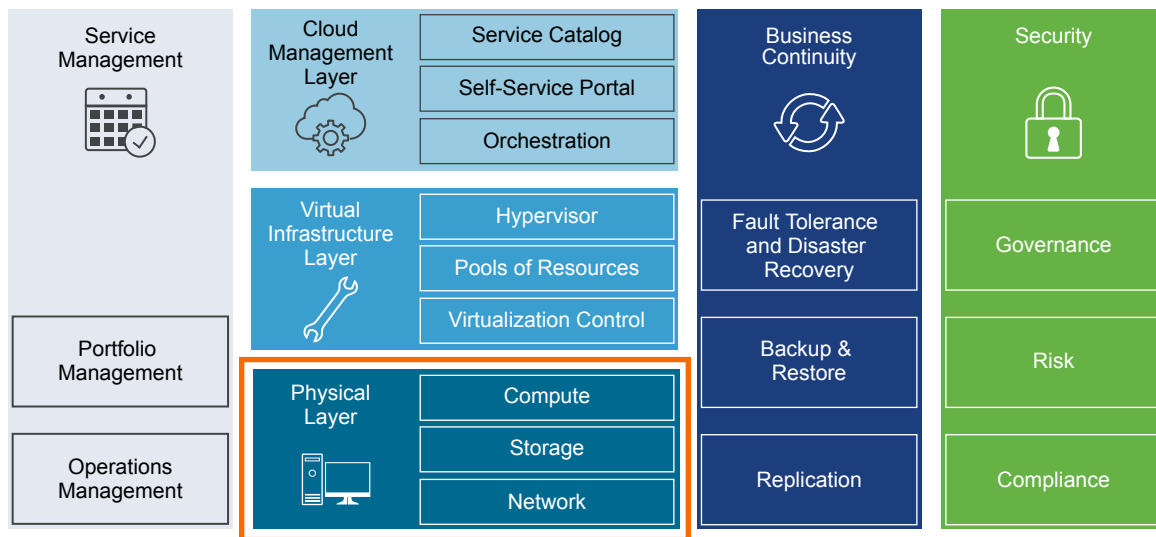 Service
Management
Portfolio
Management
Operations
Management
Cloud
Management
Layer
Service Catalog
Self-Service Portal
Orchestration
Virtual
Infrastructure
Layer
Hypervisor
Pools of Resources
Virtualization Control
Physical
Layer
Compute
Storage
Network
Business
Continuity
Fault Tolerance
and Disaster
Recovery
Backup &
Restore
Replication
Security
Governance
Risk
Compliance